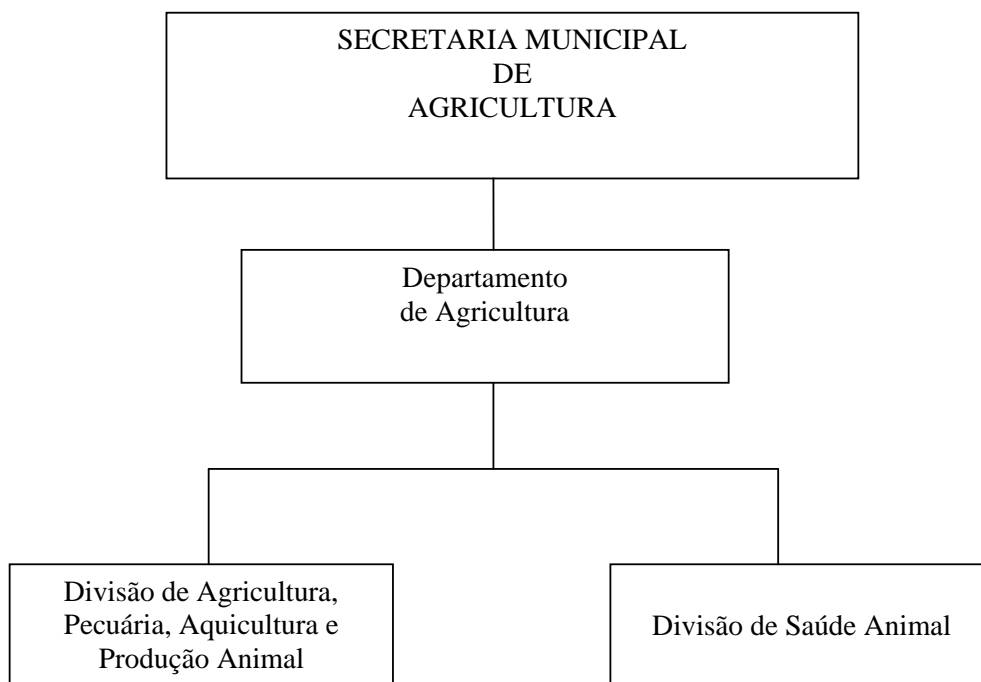 SECRETARIA MUNICIPAL
DE
AGRICULTURA
Departamento
de Agricultura
Divisão de Agricultura,
Pecuária, Aquicultura e
Produção Animal
Divisão de Saúde Animal